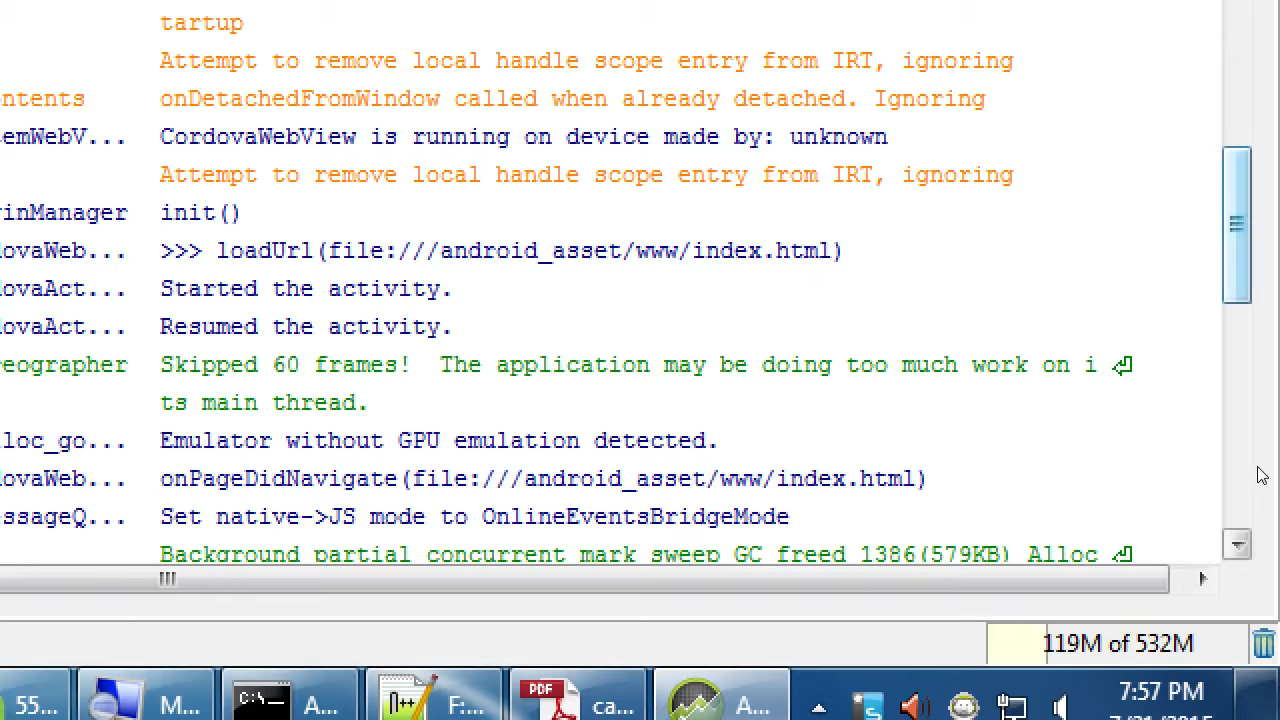 tartup
Attempt to remove local handle scope entry from IRT, ignoring
ontents onDetachedFromWindow called when already detached. Ignoring
emWebV... CordovaWebView is running on device made by: unknown
Attempt to remove local handle scope entry from IRT, ignoring
inManager init()
ovaWeb... >>> loadUrl(file:///android_asset/www/index.html)
ovaAct... Started the activity.
ovaAct... Resumed the activity.
reographer Skipped 60 frames!  The application may be doing too much work on i
ts main thread.
loc_go... Emulator without GPU emulation detected.
ovaWeb... onPageDidNavigate(file:///android_asset/www/index.html)
ssageQ... Set native->JS mode to OnlineEventsBridgeMode
Background partial concurrent mark sweep GC freed 1386(579KB) Alloc
119M of 532M
55... M... C:\ A... N++ F:... PDF ca... A... 7:57 PM